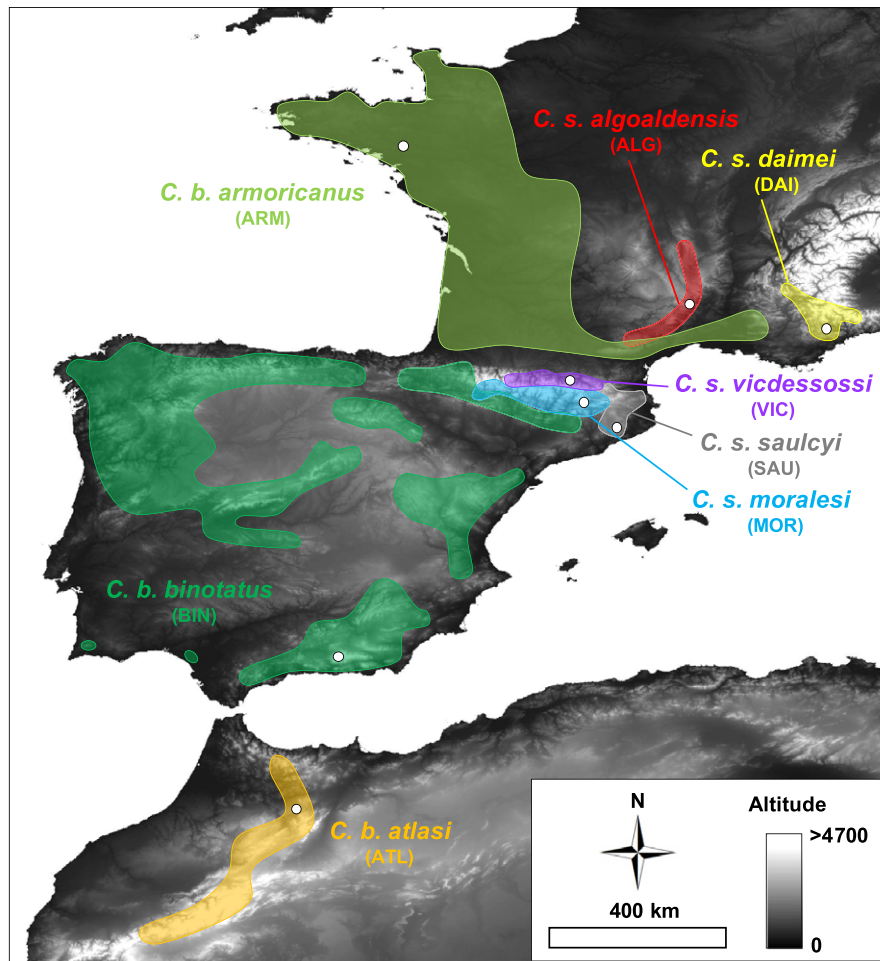 C. s. algoaldensis
(ALG)
C. s. daimei
(DAI)
C. b. armoricanus
(ARM)
C. s. vicdessossi
(VIC)
C. s. saulcyi
(SAU)
C. s. moralesi
(MOR)
C. b. binotatus
(BIN)
C. b. atlasi
(ATL)
N
400 km
Altitude
>4700
0